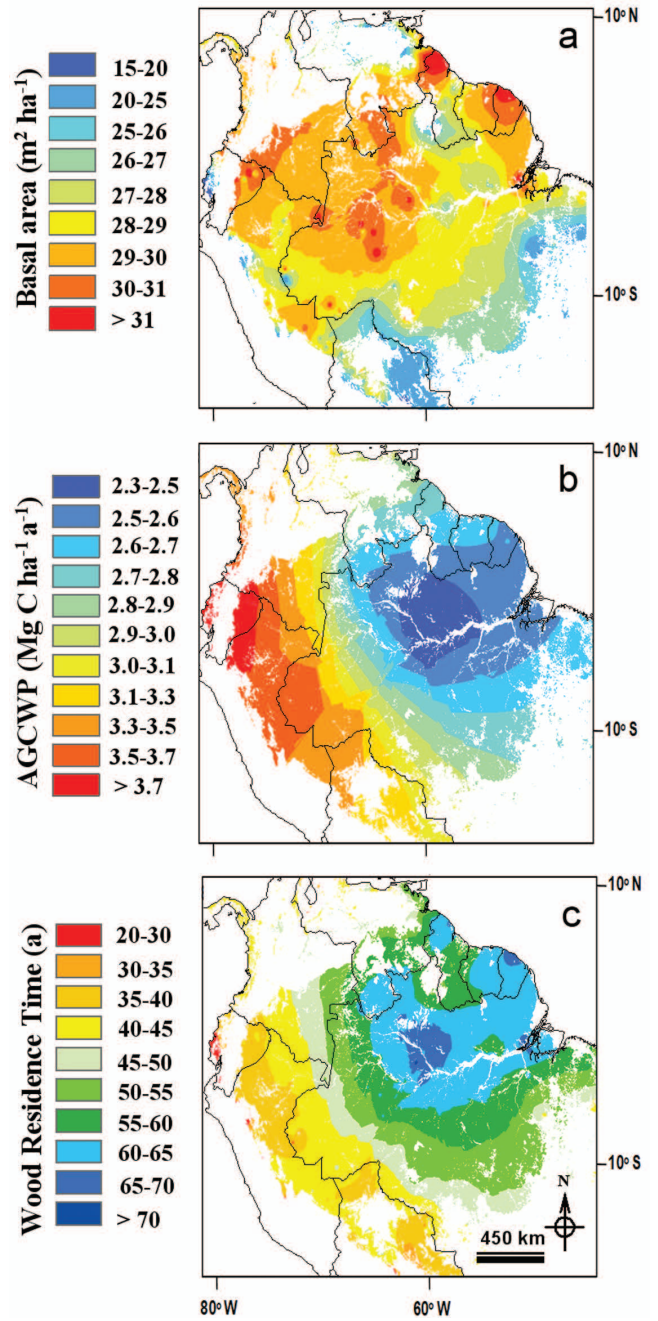 a
10° N
10° S
Basal area (m² ha⁻¹)
15-20
20-25
25-26
26-27
27-28
28-29
29-30
30-31
> 31
b
10° N
10° S
AGCWP (Mg C ha⁻¹ a⁻¹)
2.3-2.5
2.5-2.6
2.6-2.7
2.7-2.8
2.8-2.9
2.9-3.0
3.0-3.1
3.1-3.3
3.3-3.5
3.5-3.7
> 3.7
c
10° N
10° S
Wood Residence Time (a)
20-30
30-35
35-40
40-45
45-50
50-55
55-60
60-65
65-70
> 70
N
450 km
80° W
60° W